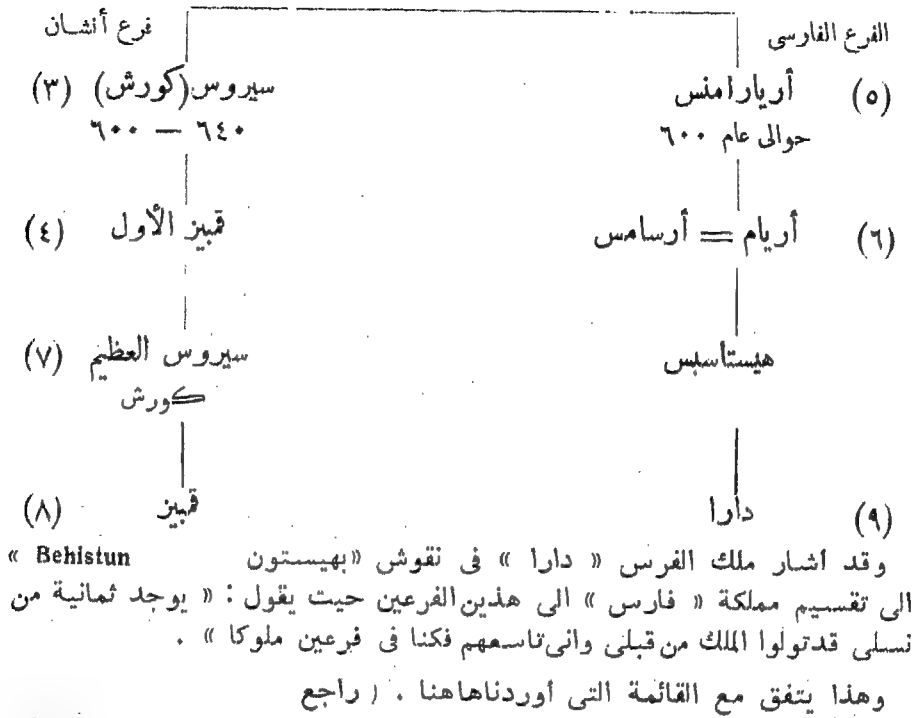 الفرع الفارسى فرع أنشان
(٥) أريارامنس سيروس (كورش) (٣)
حوالى عام ٦٠٠ ٦٤٠ — ٦٠٠
(٦) أريام = أرسامس قمبيز الأول (٤)
هيستاسبس سيروس العظيم (٧)
كورش
(٩) دارا قمبيز (٨)
وقد أشار ملك الفرس « دارا » فى نقوش «بهيستون Behistun »
الى تقسيم مملكة « فارس » الى هذين الفرعين حيت يقول : « يوجد ثمانية من
نسلى قد تولوا الملك من قبلى وانى تاسعهم فكنا فى فرعين ملوكا » .
وهذا يتفق مع القائمة التى أوردناها هنا . ( راجع